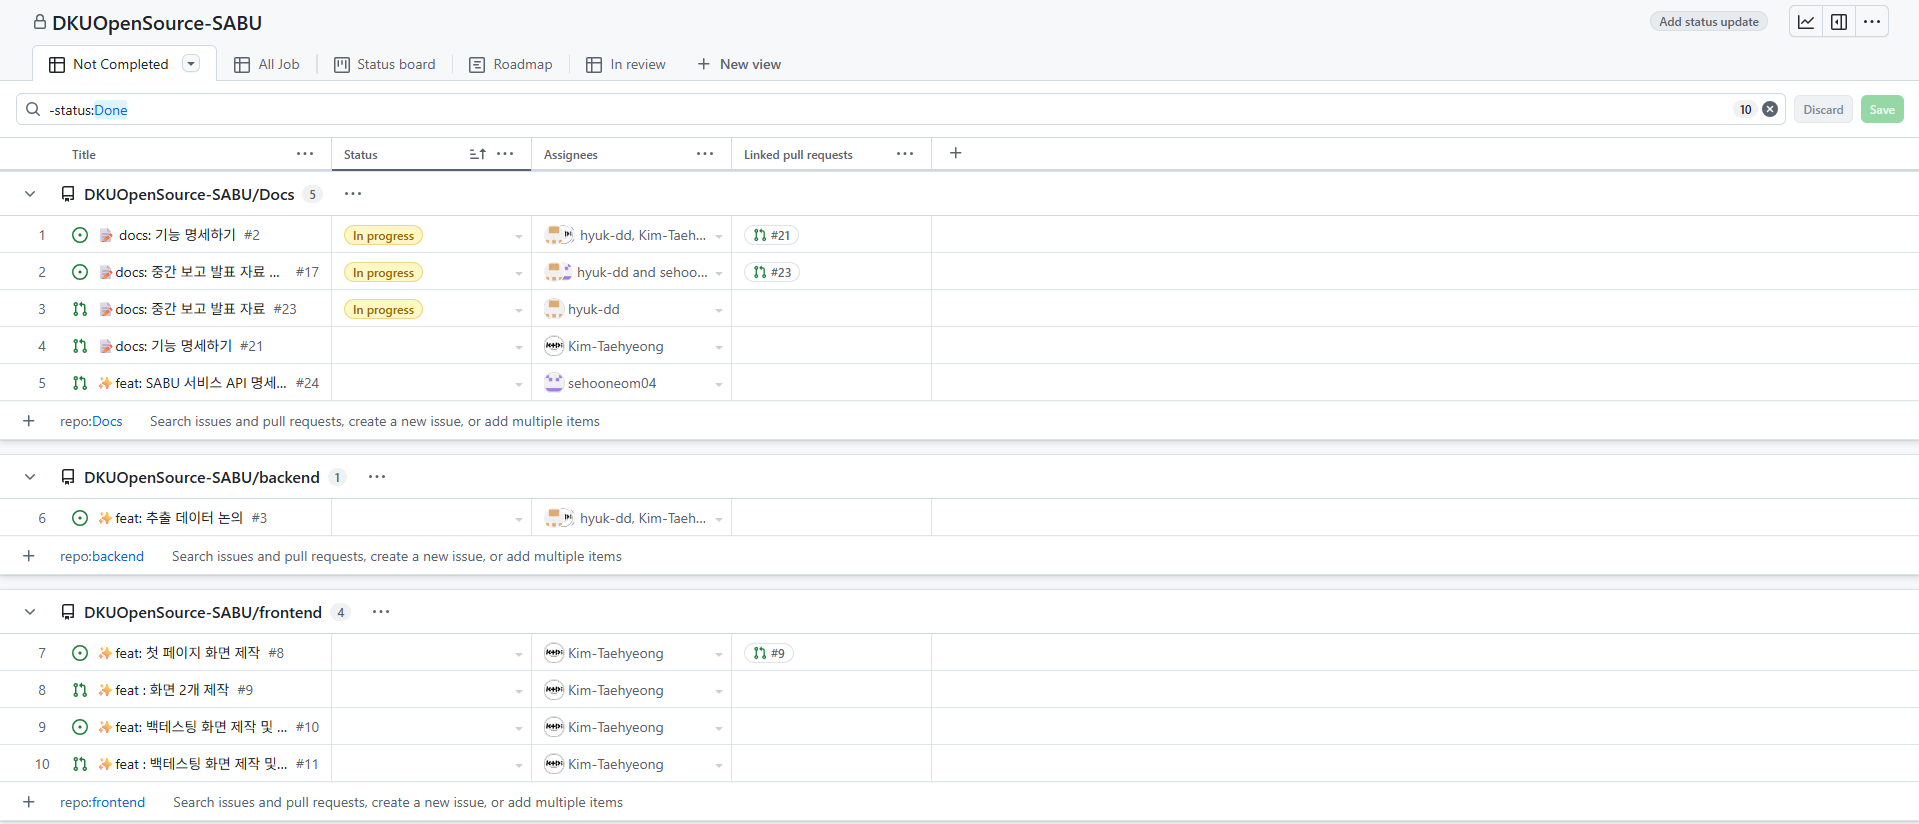 DKUOpenSource-SABU
Add status update
Not Completed
All Job
Status board
Roadmap
In review
New view
-status:Done
10
Discard
Save
Title
Status
Assignees
Linked pull requests
DKUOpenSource-SABU/Docs 5
1 docs: 기능 명세하기 #2 In progress hyuk-dd, Kim-Taeh... #21
2 docs: 중간 보고 발표 자료 ... #17 In progress hyuk-dd and sehoo... #23
3 docs: 중간 보고 발표 자료 #23 In progress hyuk-dd
4 docs: 기능 명세하기 #21 Kim-Taehyeong
5 feat: SABU 서비스 API 명세... #24 sehooneom04
repo:Docs Search issues and pull requests, create a new issue, or add multiple items
DKUOpenSource-SABU/backend 1
6 feat: 추출 데이터 논의 #3 hyuk-dd, Kim-Taeh...
repo:backend Search issues and pull requests, create a new issue, or add multiple items
DKUOpenSource-SABU/frontend 4
7 feat: 첫 페이지 화면 제작 #8 Kim-Taehyeong #9
8 feat : 화면 2개 제작 #9 Kim-Taehyeong
9 feat: 백테스팅 화면 제작 및 ... #10 Kim-Taehyeong
10 feat : 백테스팅 화면 제작 및... #11 Kim-Taehyeong
repo:frontend Search issues and pull requests, create a new issue, or add multiple items